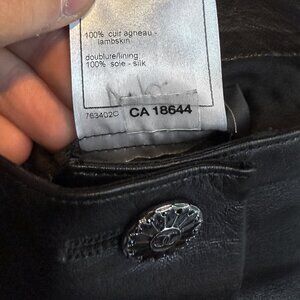 100% cuir agneau -
lambskin
doublure/lining:
100% soie - silk
763402C
CA 18644